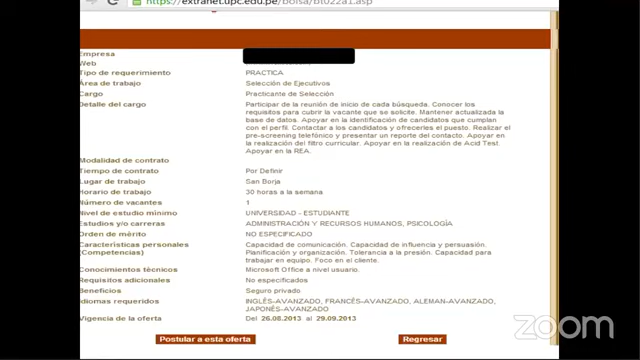 https://extranet.upc.edu.pe/bolsa/bt022a1.asp
Empresa
Web
Tipo de requerimiento PRACTICA
Área de trabajo Selección de Ejecutivos
Cargo Practicante de Selección
Detalle del cargo Participar de la reunión de inicio de cada búsqueda. Conocer los
requisitos para cubrir la vacante que se solicite. Mantener actualizada la
base de datos. Apoyar en la identificación de candidatos que cumplan
con el perfil. Contactar a los candidatos y ofrecerles el puesto. Realizar el
pre-screening telefónico y presentar un reporte del contacto. Apoyar en
la realización del filtro curricular. Apoyar en la realización de Acid Test.
Apoyar en la REA.
Modalidad de contrato
Tiempo de contrato Por Definir
Lugar de trabajo San Borja
Horario de trabajo 30 horas a la semana
Número de vacantes 1
Nivel de estudio mínimo UNIVERSIDAD - ESTUDIANTE
Estudios y/o carreras ADMINISTRACIÓN Y RECURSOS HUMANOS, PSICOLOGÍA
Orden de mérito NO ESPECIFICADO
Características personales Capacidad de comunicación. Capacidad de influencia y persuasión.
(Competencias) Planificación y organización. Tolerancia a la presión. Capacidad para
trabajar en equipo. Foco en el cliente.
Conocimientos técnicos Microsoft Office a nivel usuario.
Requisitos adicionales No especificados
Beneficios Seguro privado
Idiomas requeridos INGLÉS-AVANZADO, FRANCÉS-AVANZADO, ALEMAN-AVANZADO,
JAPONÉS-AVANZADO
Vigencia de la oferta Del 26.08.2013 al 29.09.2013
Postular a esta oferta Regresar
zoom